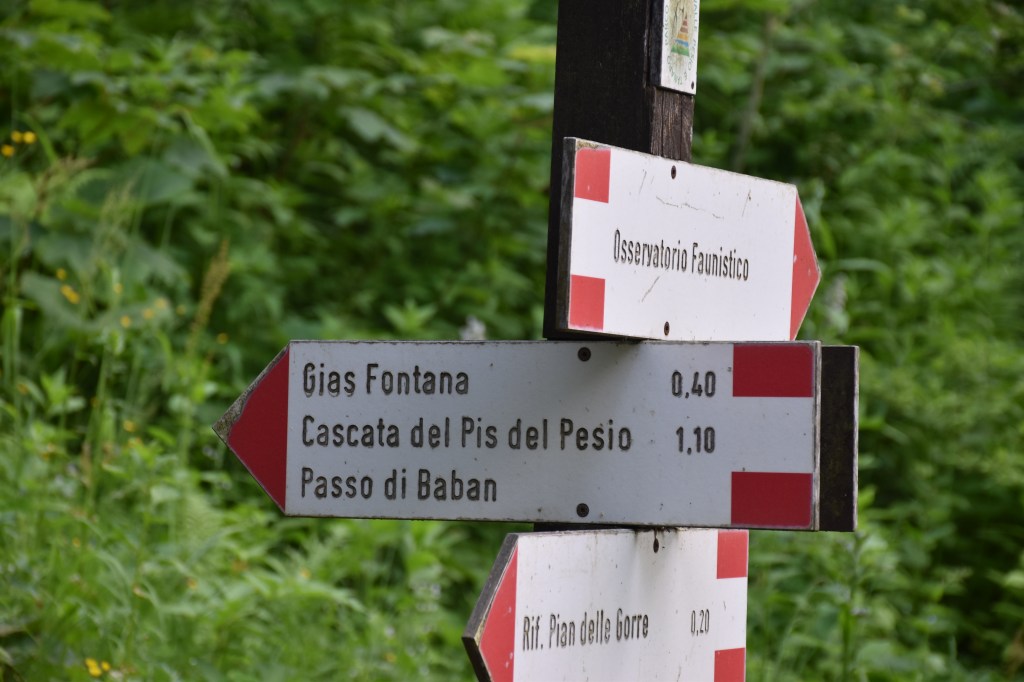 Osservatorio Faunistico
Gias Fontana 0,40
Cascata del Pis del Pesio 1,10
Passo di Baban
Rif. Pian delle Gorre 0,20